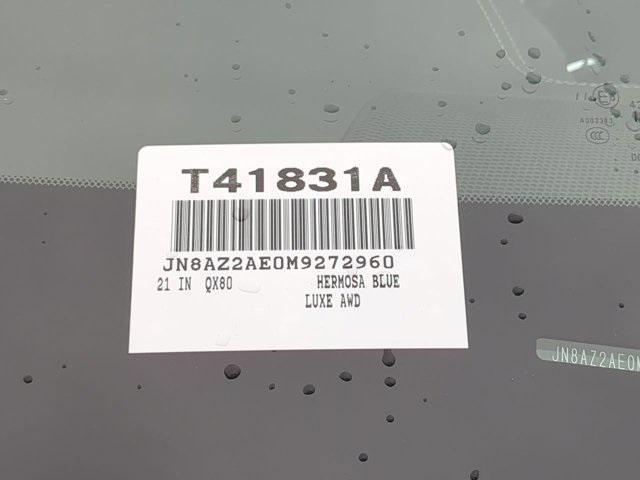 T41831A
JN8AZ2AE0M9272960
21 IN QX80 HERMOSA BLUE
LUXE AWD
JN8AZ2AE0M